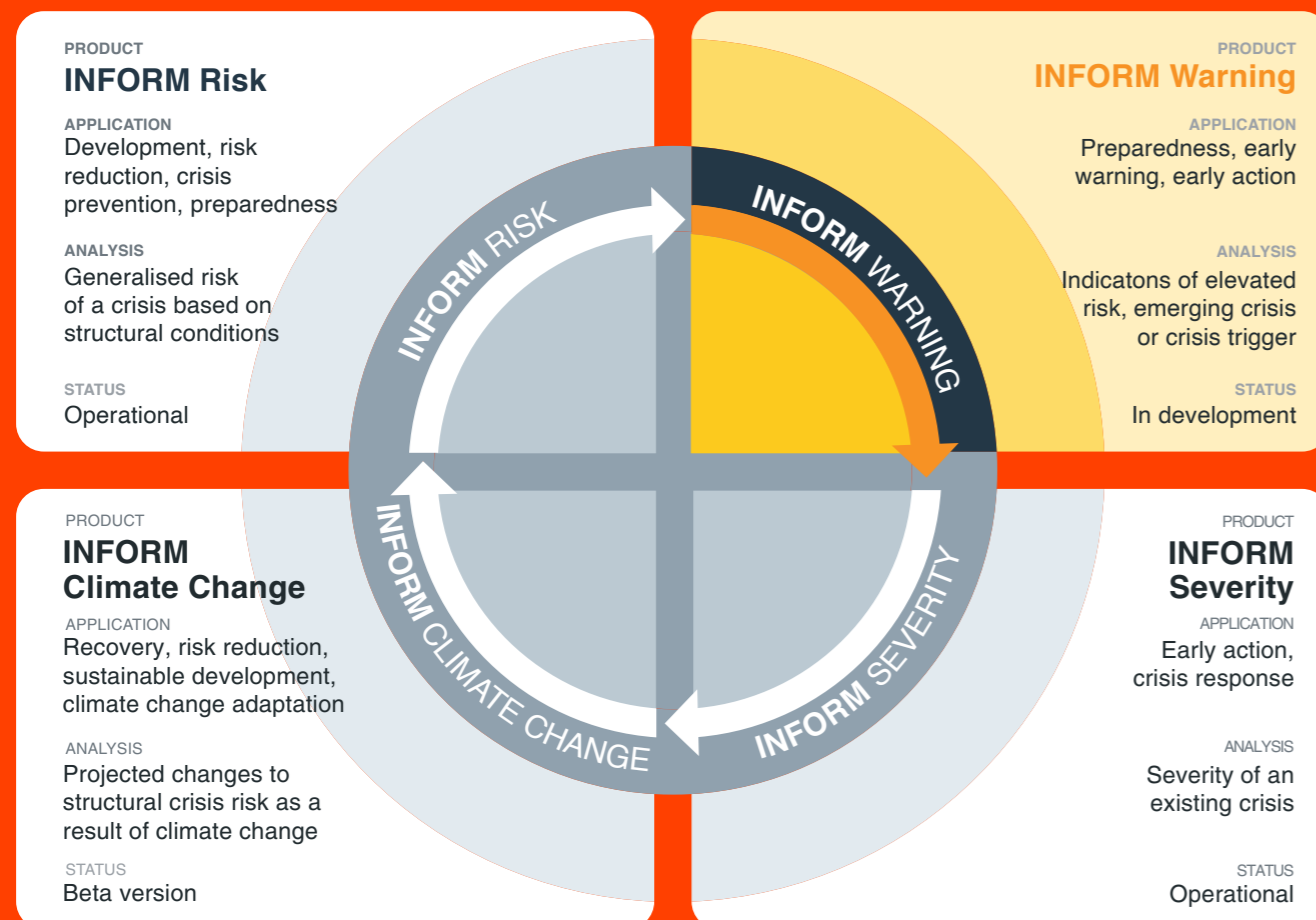 PRODUCT
INFORM Risk
APPLICATION
Development, risk
reduction, crisis
prevention, preparedness
ANALYSIS
Generalised risk
of a crisis based on
structural conditions
STATUS
Operational
PRODUCT
INFORM Warning
APPLICATION
Preparedness, early
warning, early action
ANALYSIS
Indicatons of elevated
risk, emerging crisis
or crisis trigger
STATUS
In development
INFORM RISK
INFORM WARNING
INFORM CLIMATE CHANGE
INFORM SEVERITY
PRODUCT
INFORM
Climate Change
APPLICATION
Recovery, risk reduction,
sustainable development,
climate change adaptation
ANALYSIS
Projected changes to
structural crisis risk as a
result of climate change
STATUS
Beta version
PRODUCT
INFORM
Severity
APPLICATION
Early action,
crisis response
ANALYSIS
Severity of an
existing crisis
STATUS
Operational